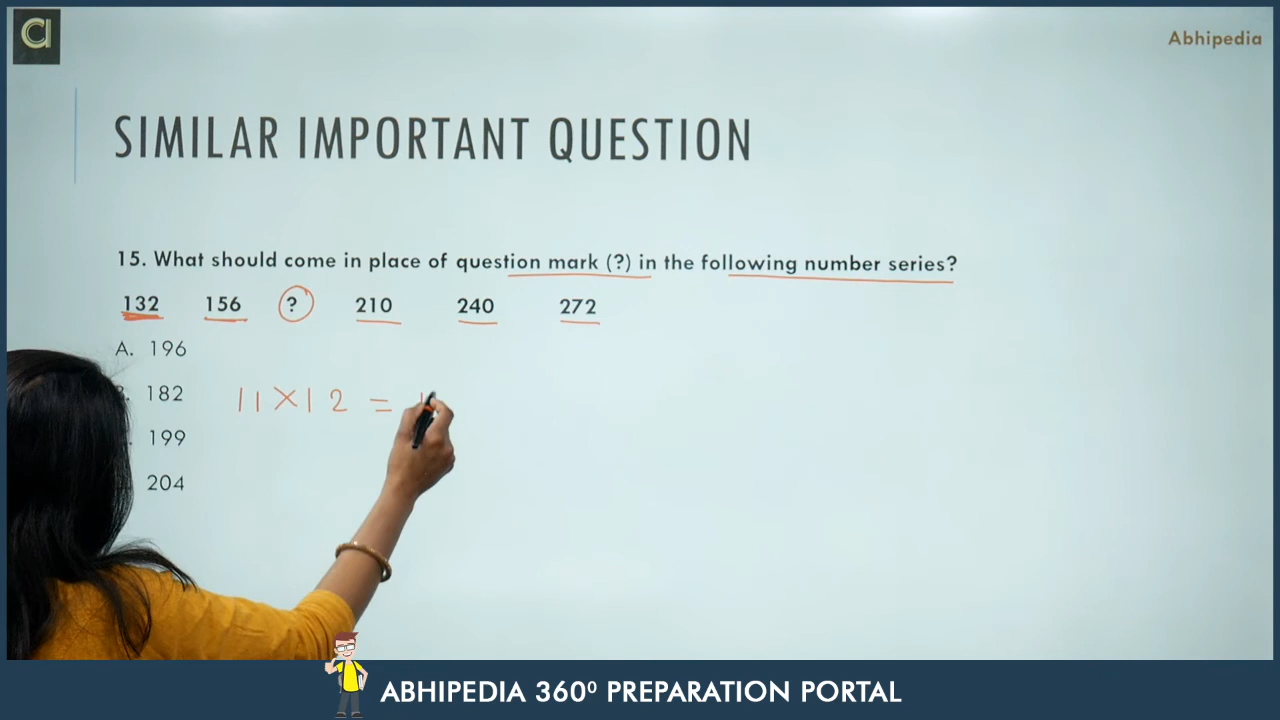 a
Abhipedia
SIMILAR IMPORTANT QUESTION
15. What should come in place of question mark (?) in the following number series?
132 156 ? 210 240 272
A. 196
182
199
204
11×12 =
ABHIPEDIA 360⁰ PREPARATION PORTAL